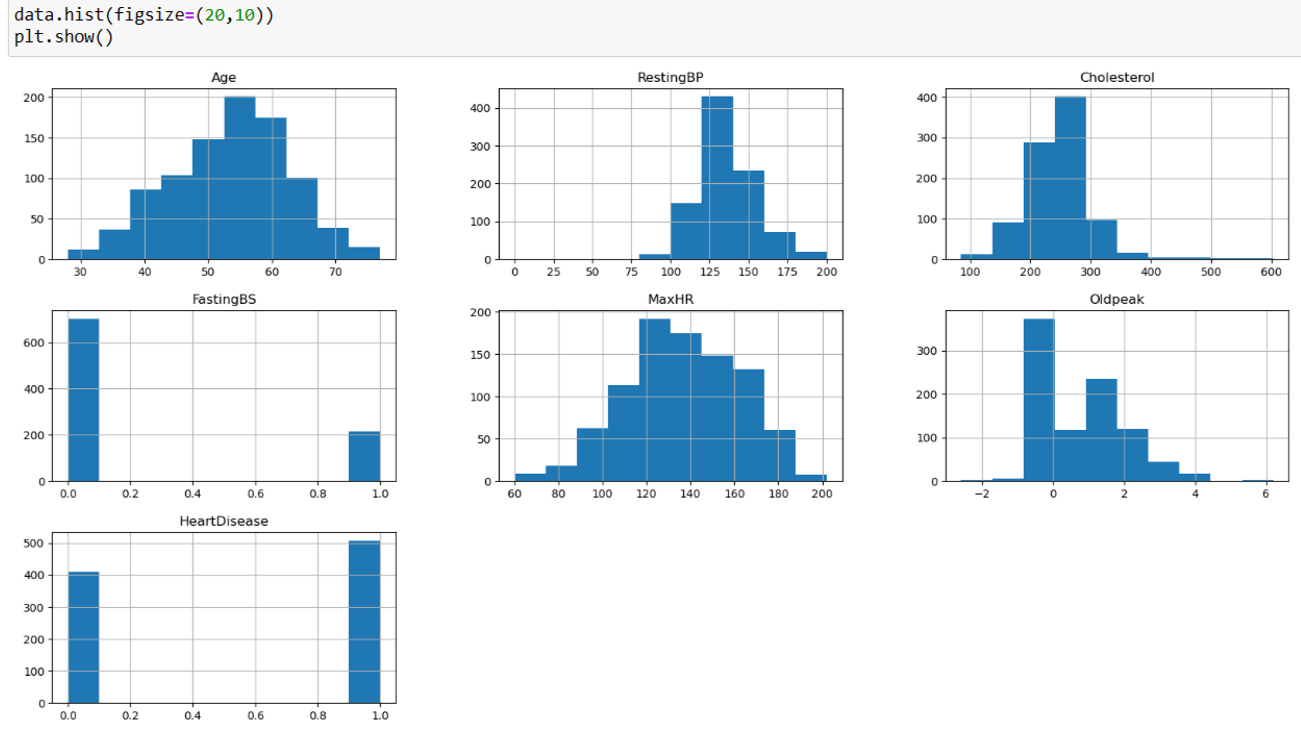 data.hist(figsize=(20,10))
plt.show()
Age
200
150
100
50
0
30 40 50 60 70
RestingBP
400
300
200
100
0
0 25 50 75 100 125 150 175 200
Cholesterol
400
300
200
100
0
100 200 300 400 500 600
FastingBS
600
400
200
0
0.0 0.2 0.4 0.6 0.8 1.0
MaxHR
200
150
100
50
0
60 80 100 120 140 160 180 200
Oldpeak
300
200
100
0
−2 0 2 4 6
HeartDisease
500
400
300
200
100
0
0.0 0.2 0.4 0.6 0.8 1.0